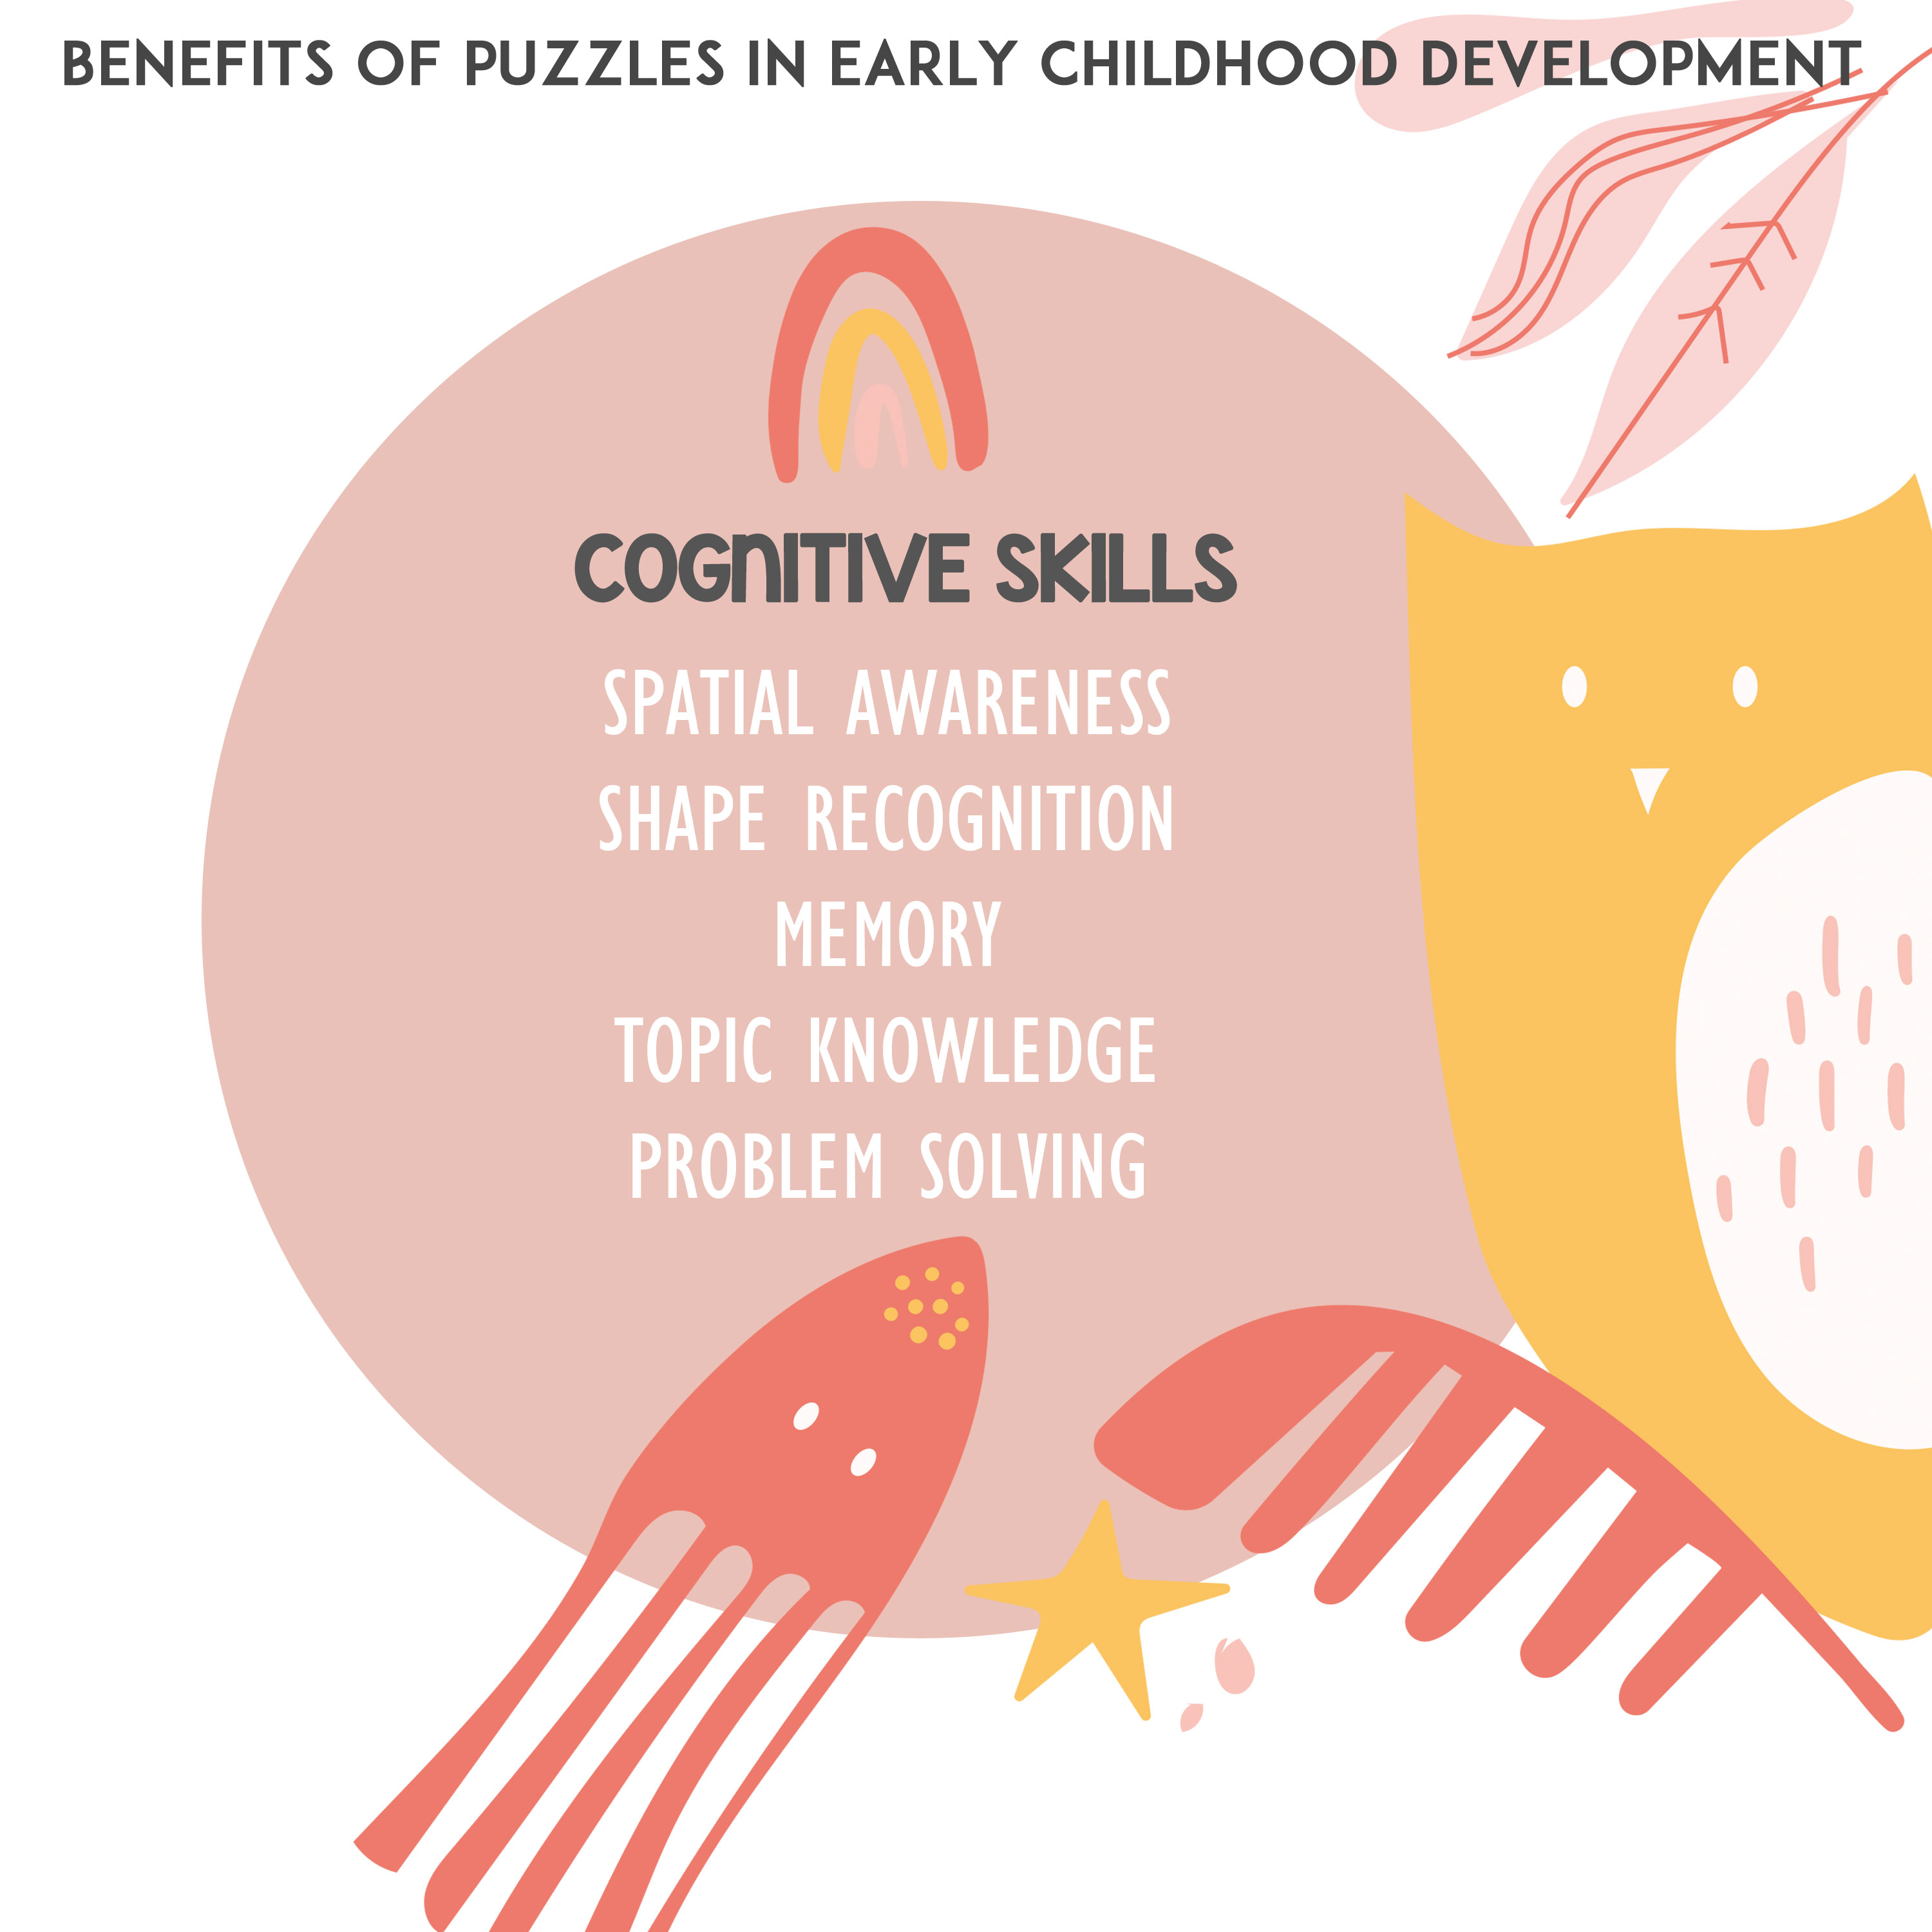 BENEFITS OF PUZZLES IN EARLY CHILDHOOD DEVELOPMENT
COGNITIVE SKILLS
SPATIAL AWARENESS
SHAPE RECOGNITION
MEMORY
TOPIC KNOWLEDGE
PROBLEM SOLVING